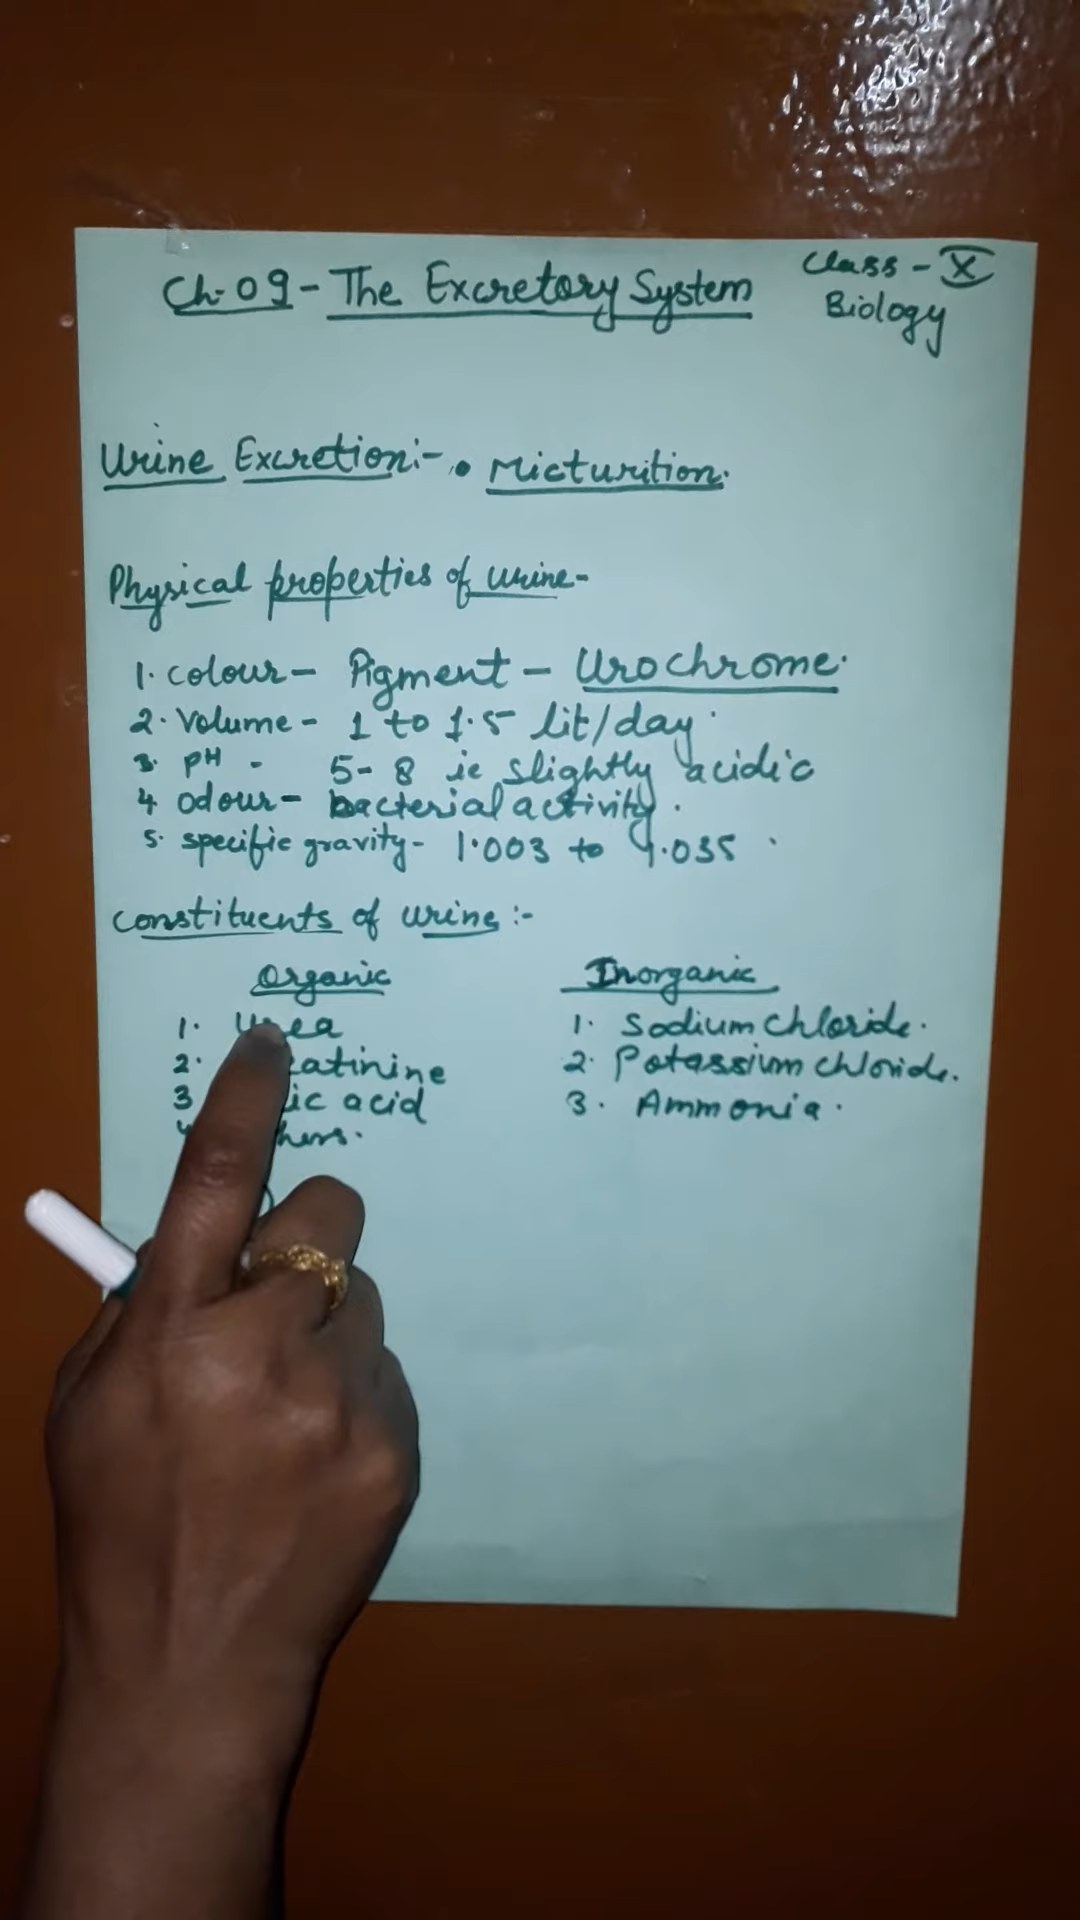 Ch-09 - The Excretory System
Class - X
Biology
Urine Excretion:- . Micturition.
Physical properties of urine-
1. colour - Pigment - Urochrome.
2. Volume - 1 to 1.5 lit/day.
3. pH - 5-8 ie slightly acidic
4 odour - bacterial activity.
5. specific gravity - 1.003 to 1.035
constituents of urine :-
Organic
1. Urea
2.
3 acid
Inorganic
1. Sodium chloride.
2. Potassium chloride.
3. Ammonia.